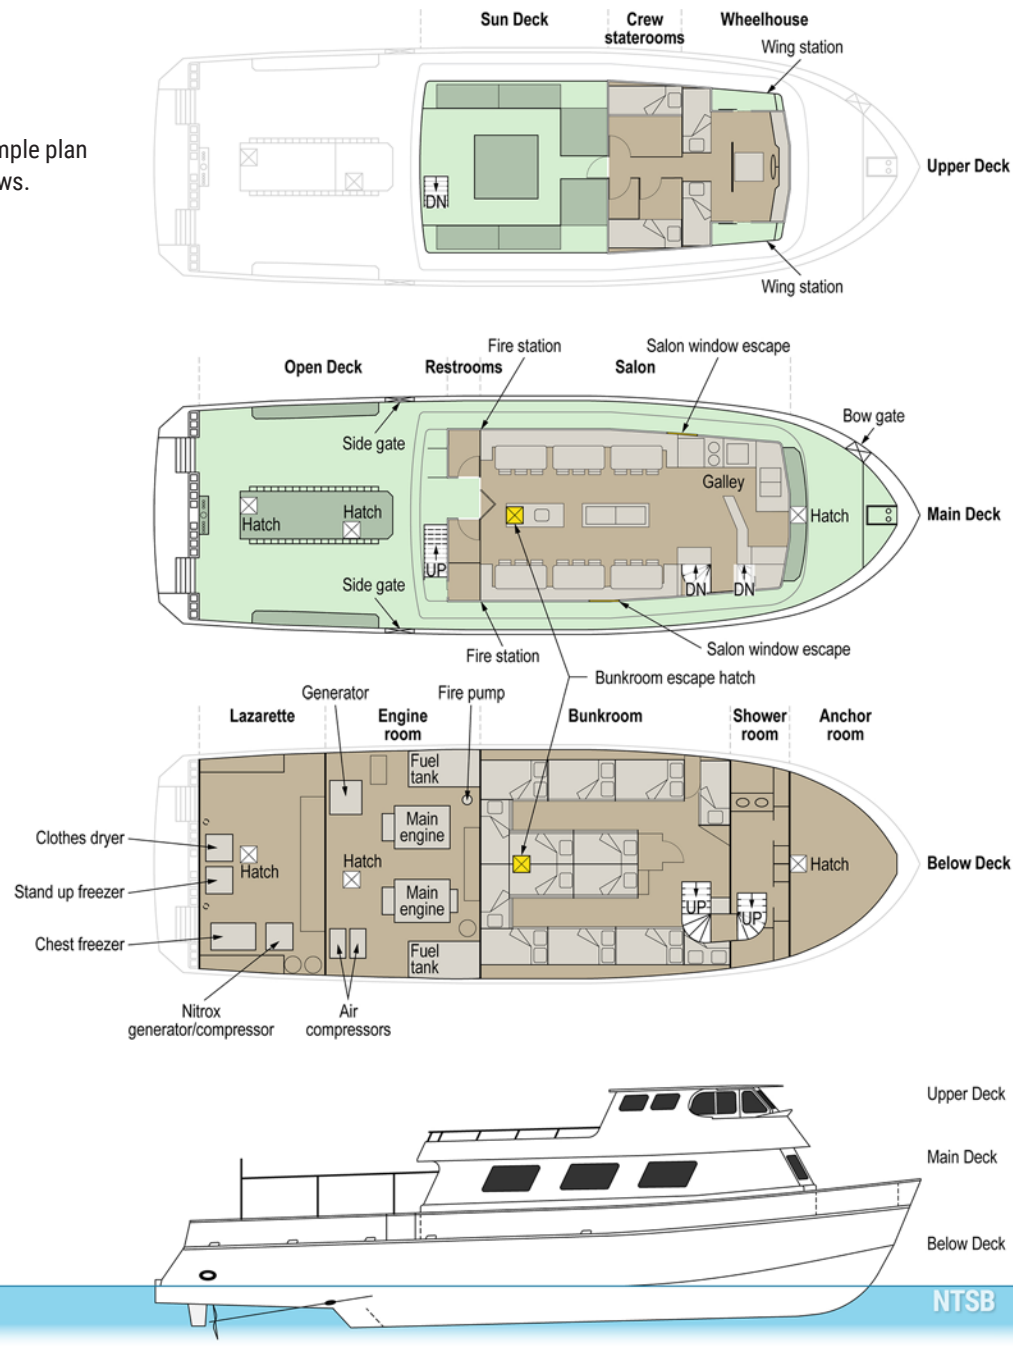 Sun Deck
Crew
staterooms
Wheelhouse
Wing station
mple plan
ws.
Upper Deck
DN
Wing station
Fire station
Salon window escape
Open Deck
Restrooms
Salon
Bow gate
Side gate
Galley
Hatch
Hatch
Hatch
Main Deck
UP
Side gate
DN
DN
Fire station
Salon window escape
Bunkroom escape hatch
Generator
Fire pump
Lazarette
Engine
room
Bunkroom
Shower
room
Anchor
room
Fuel
tank
Clothes dryer
Main
engine
Hatch
Hatch
Hatch
Below Deck
Stand up freezer
Main
engine
UP
UP
Chest freezer
Fuel
tank
Nitrox
generator/compressor
Air
compressors
Upper Deck
Main Deck
Below Deck
NTSB